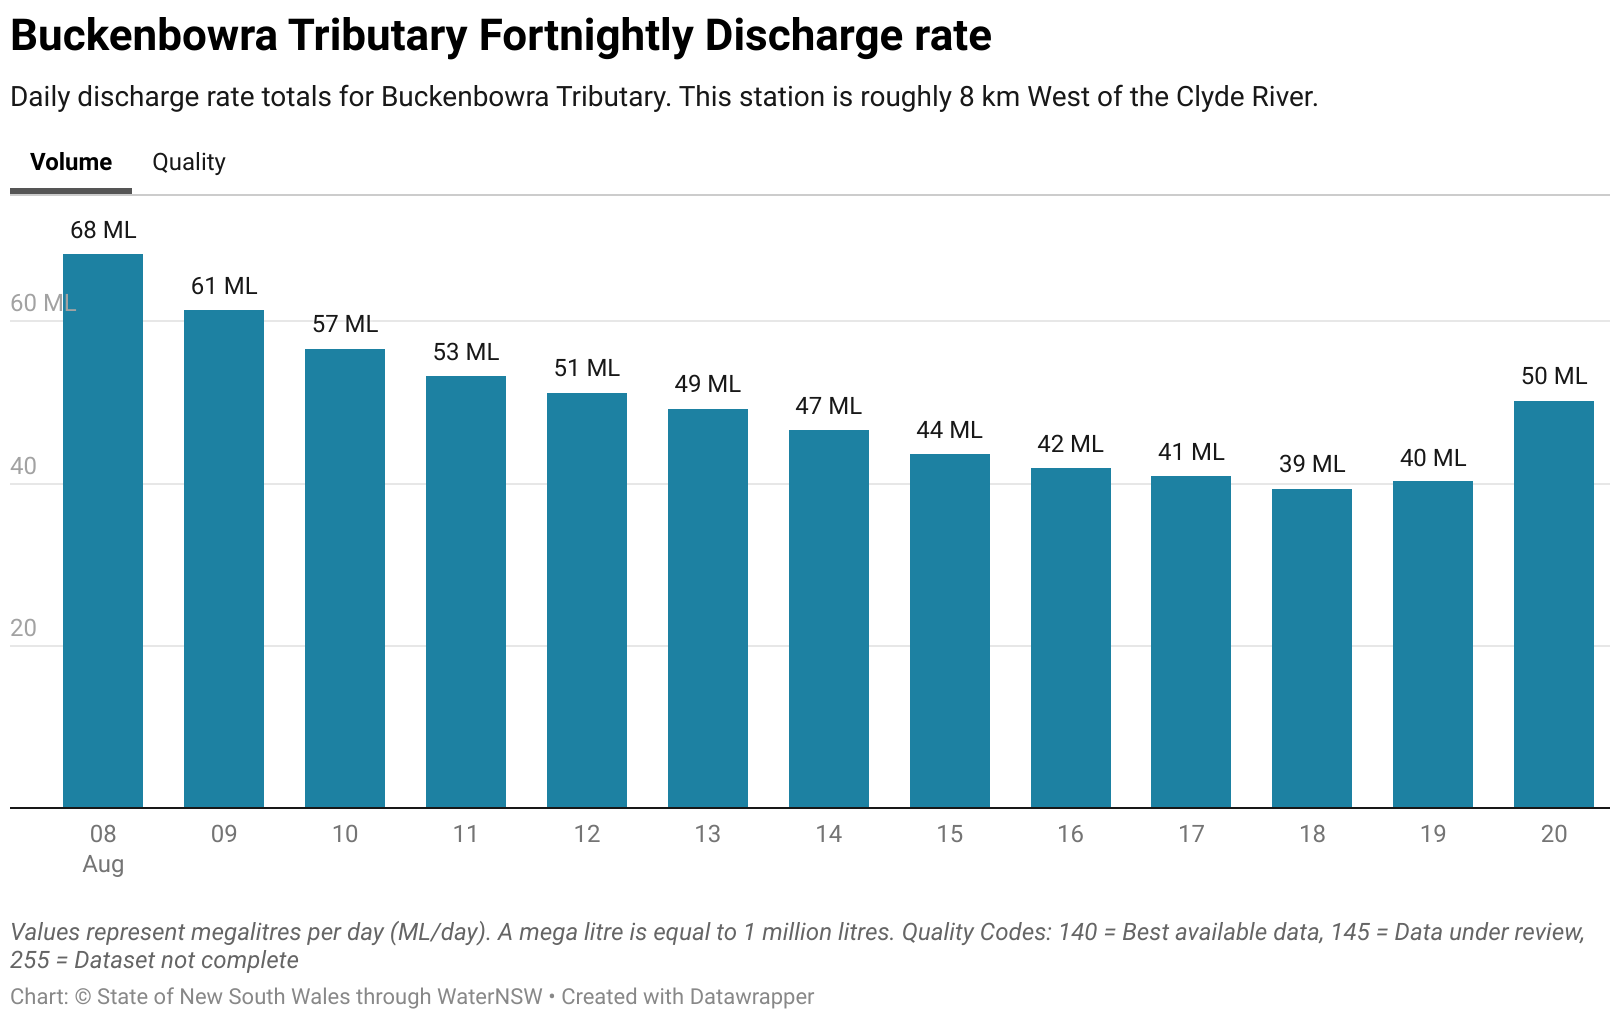 Buckenbowra Tributary Fortnightly Discharge rate
Daily discharge rate totals for Buckenbowra Tributary. This station is roughly 8 km West of the Clyde River.
Volume Quality
68 ML
61 ML
60 ML
57 ML
53 ML
51 ML
49 ML
47 ML
44 ML
42 ML
41 ML
39 ML
40 ML
50 ML
40
20
08 09 10 11 12 13 14 15 16 17 18 19 20
Aug
Values represent megalitres per day (ML/day). A mega litre is equal to 1 million litres. Quality Codes: 140 = Best available data, 145 = Data under review,
255 = Dataset not complete
Chart: © State of New South Wales through WaterNSW • Created with Datawrapper